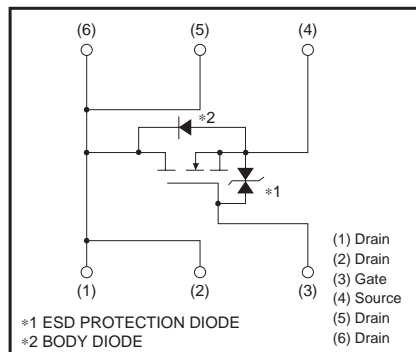 (6) (5) (4)
∗2
∗1
(1) (2) (3)
(1) Drain
(2) Drain
(3) Gate
(4) Source
(5) Drain
(6) Drain
∗1 ESD PROTECTION DIODE
∗2 BODY DIODE